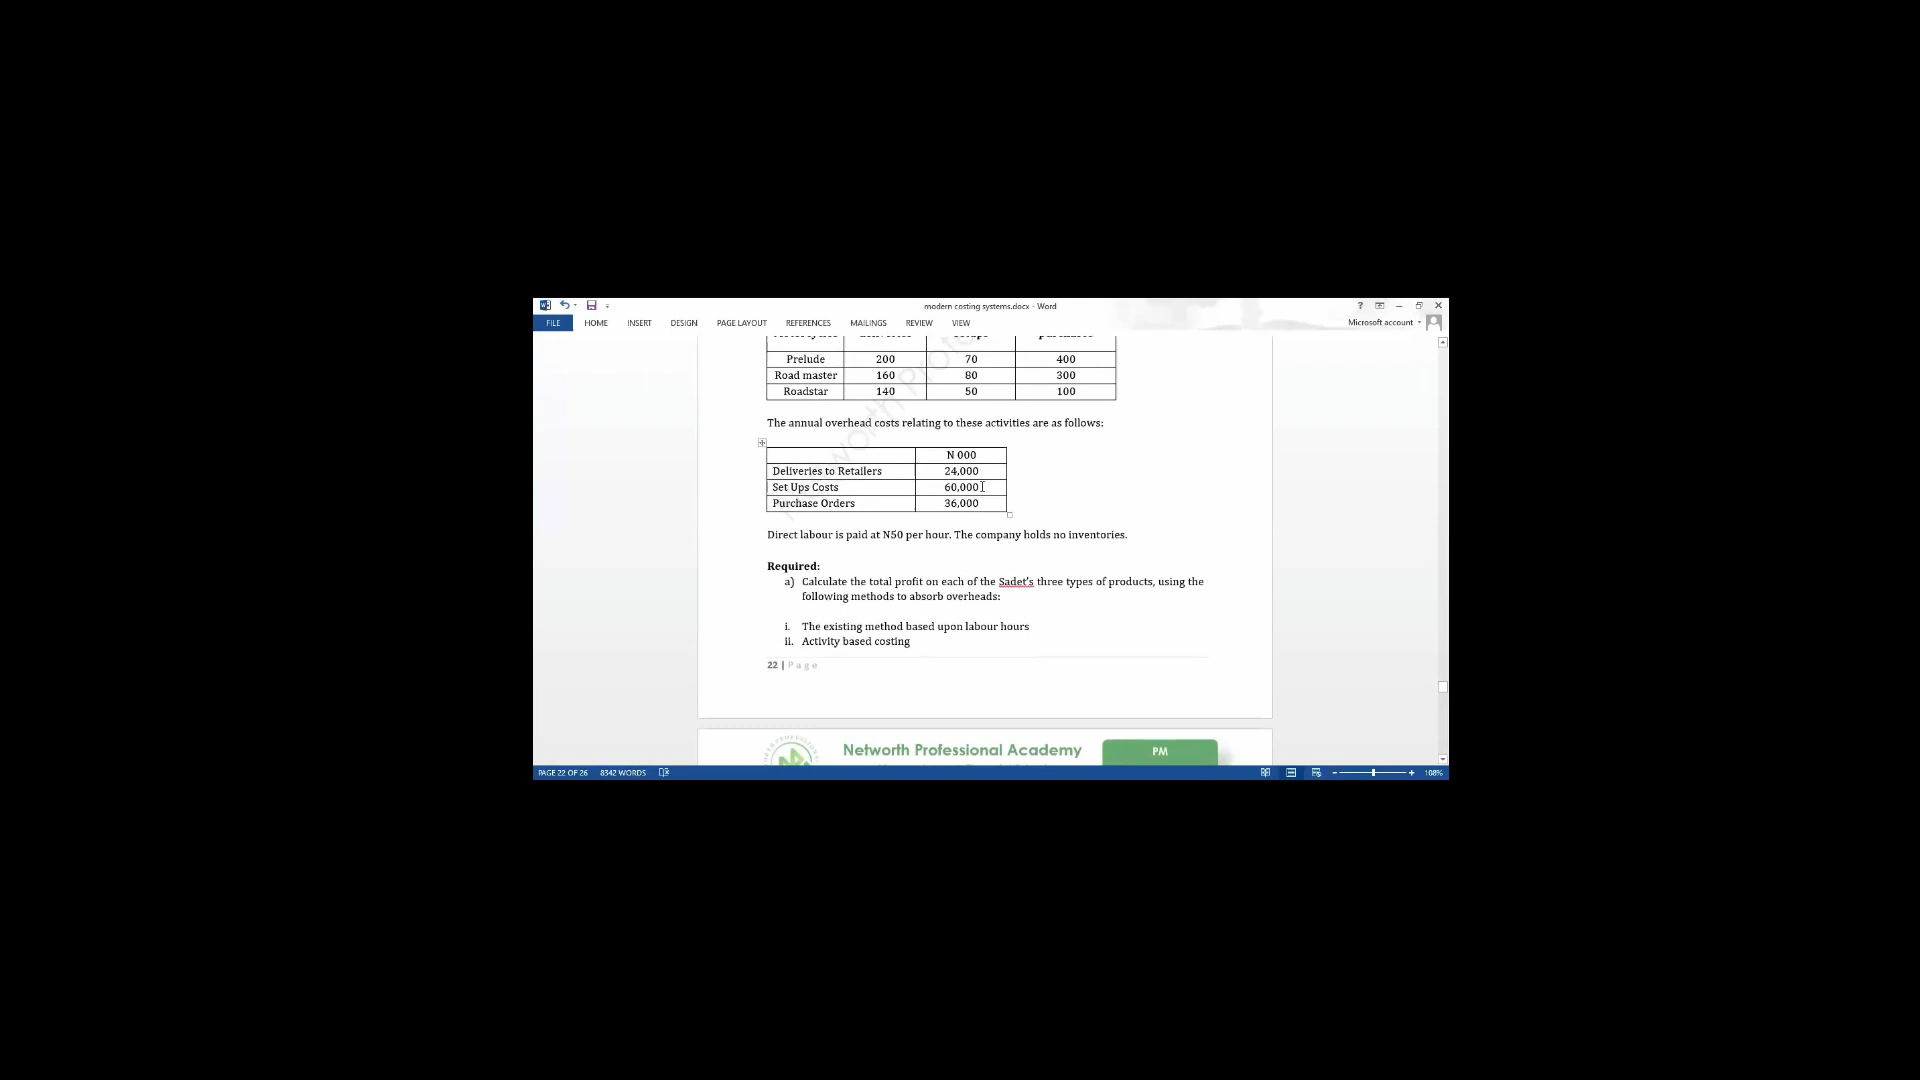 modern costing systems.docx - Word
FILE HOME INSERT DESIGN PAGE LAYOUT REFERENCES MAILINGS REVIEW VIEW Microsoft account
Prelude 200 70 400
Road master 160 80 300
Roadstar 140 50 100
The annual overhead costs relating to these activities are as follows:
N 000
Deliveries to Retailers 24,000
Set Ups Costs 60,000
Purchase Orders 36,000
Direct labour is paid at N50 per hour. The company holds no inventories.
Required:
a) Calculate the total profit on each of the Sadet's three types of products, using the
following methods to absorb overheads:
i. The existing method based upon labour hours
ii. Activity based costing
22 | Page
Networth Professional Academy PM
PAGE 22 OF 26 8342 WORDS 108%